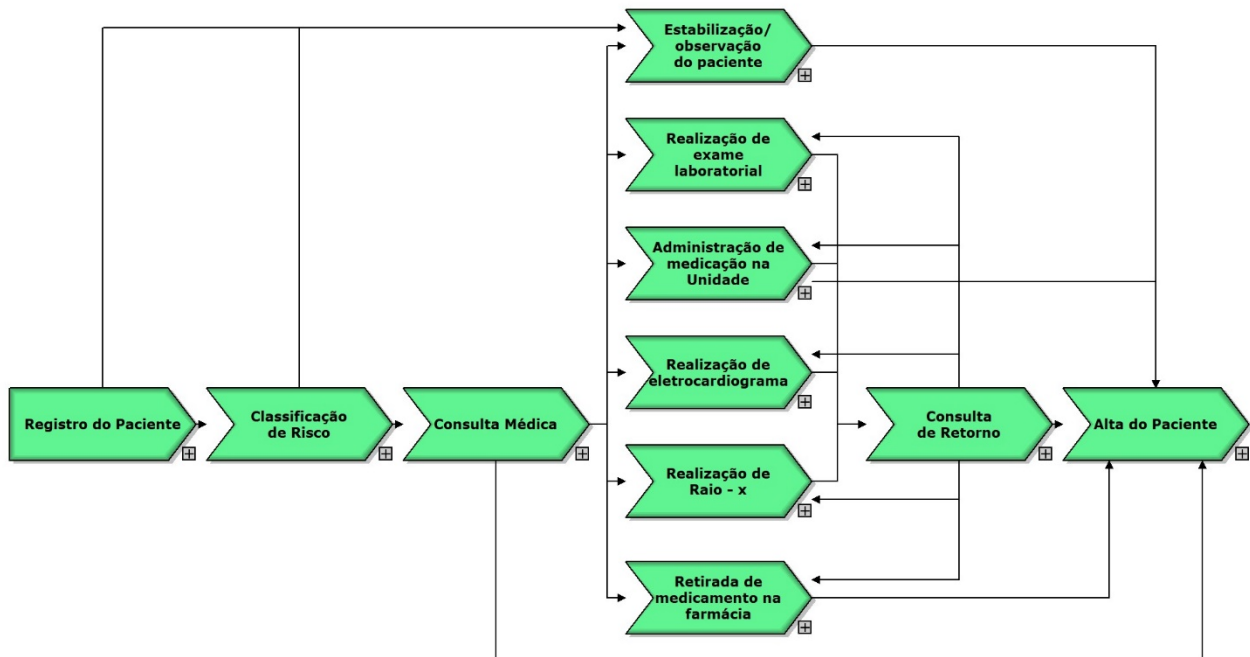 Estabilização/
observação
do paciente
Realização de
exame
laboratorial
Administração de
medicação na
Unidade
Realização de
eletrocardiograma
Registro do Paciente
Classificação
de Risco
Consulta Médica
Consulta
de Retorno
Alta do Paciente
Realização de
Raio - x
Retirada de
medicamento na
farmácia